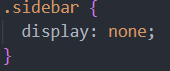 .sidebar {
  display: none;
}